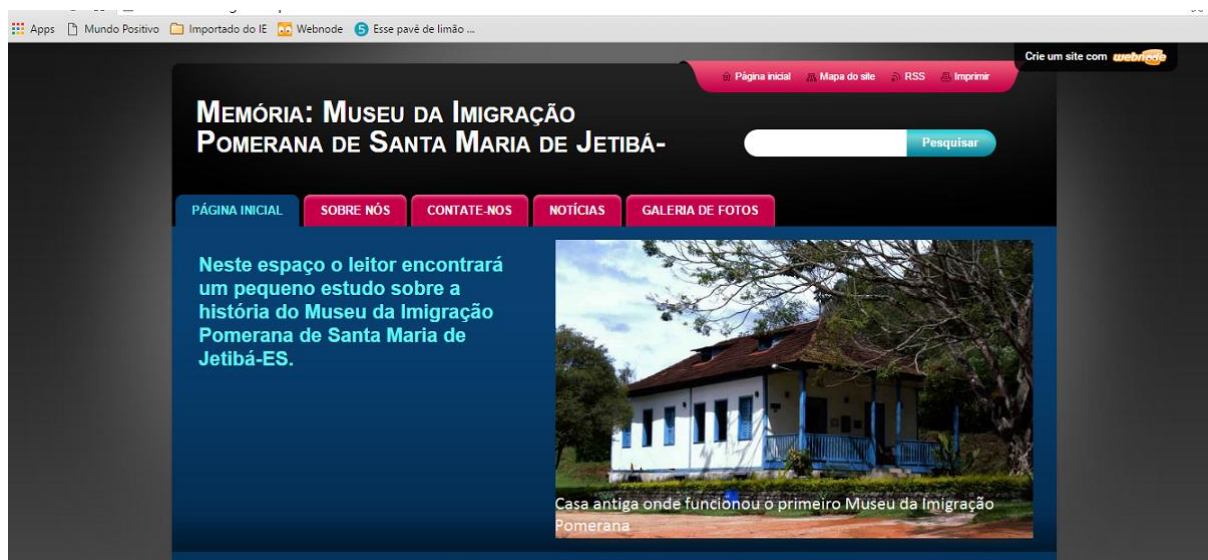 Apps Mundo Positivo Importado do IE Webnode Esse pavê de limão ...
Crie um site com webnode
Página inicial Mapa do site RSS Imprimir
MEMÓRIA: MUSEU DA IMIGRAÇÃO
POMERANA DE SANTA MARIA DE JETIBÁ-
Pesquisar
PÁGINA INICIAL SOBRE NÓS CONTATE-NOS NOTÍCIAS GALERIA DE FOTOS
Neste espaço o leitor encontrará
um pequeno estudo sobre a
história do Museu da Imigração
Pomerana de Santa Maria de
Jetibá-ES.
Casa antiga onde funcionou o primeiro Museu da Imigração
Pomerana